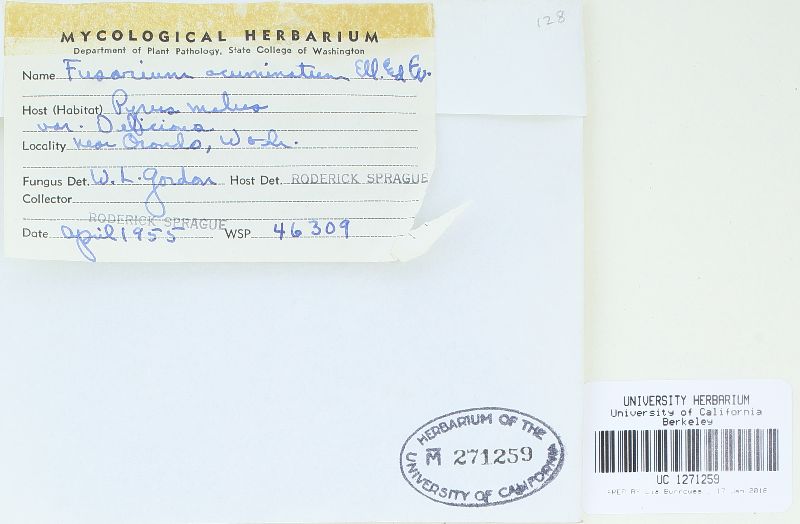 128
MYCOLOGICAL HERBARIUM
Department of Plant Pathology, State College of Washington
Name Fusarium acuminatum Ell. Ed Ev.
Host (Habitat) Pyrus malus
var. Delicious
Locality near Orondo, Wash.
Fungus Det. W. L. Gordon Host Det. RODERICK SPRAGUE
Collector
RODERICK SPRAGUE
Date April 1955 WSP 46309
HERBARIUM OF THE
M 271259
UNIVERSITY OF CALIFORNIA
UNIVERSITY HERBARIUM
University of California
Berkeley
UC 1271259